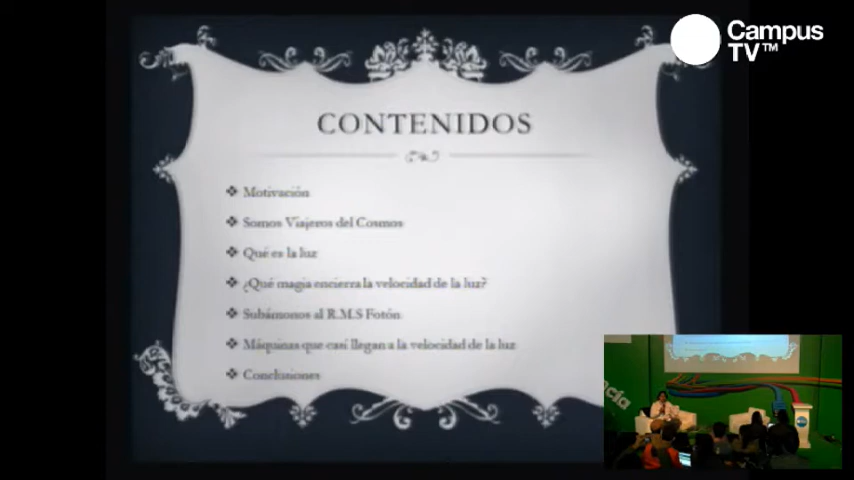 Campus
TV™
CONTENIDOS
❖ Motivación
❖ Somos Viajeros del Cosmos
❖ Qué es la luz
❖ ¿Qué magia encierra la velocidad de la luz?
❖ Subámonos al R.M.S Fotón
❖ Máquinas que casi llegan a la velocidad de la luz
❖ Conclusiones